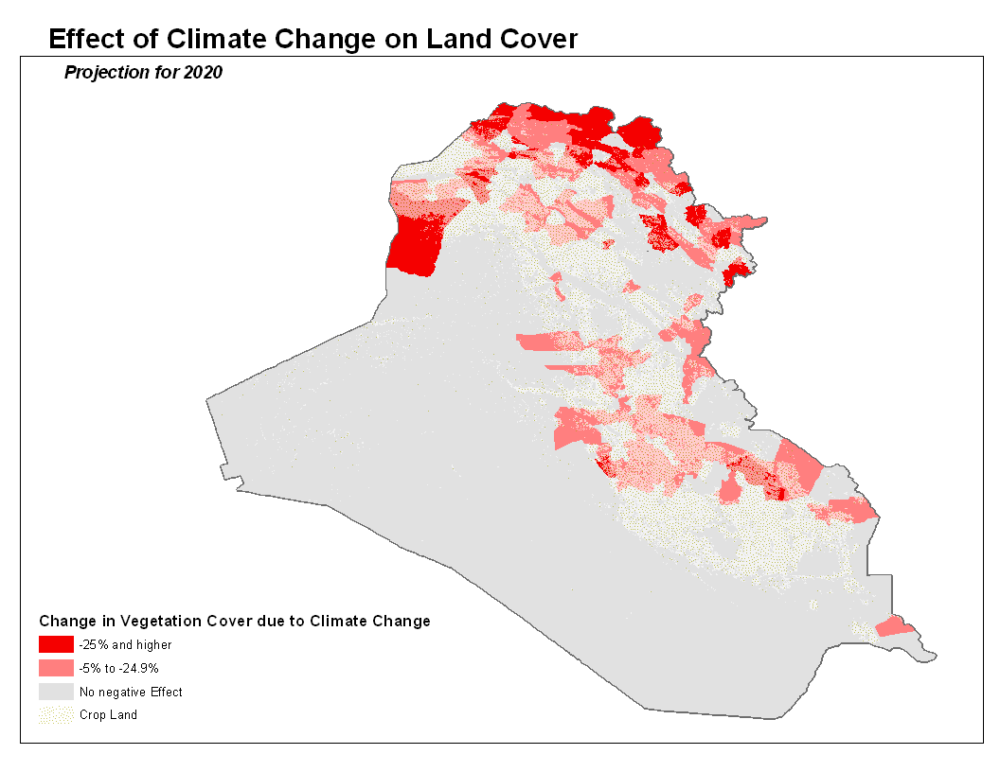 Effect of Climate Change on Land Cover
Projection for 2020
Change in Vegetation Cover due to Climate Change
-25% and higher
-5% to -24.9%
No negative Effect
Crop Land